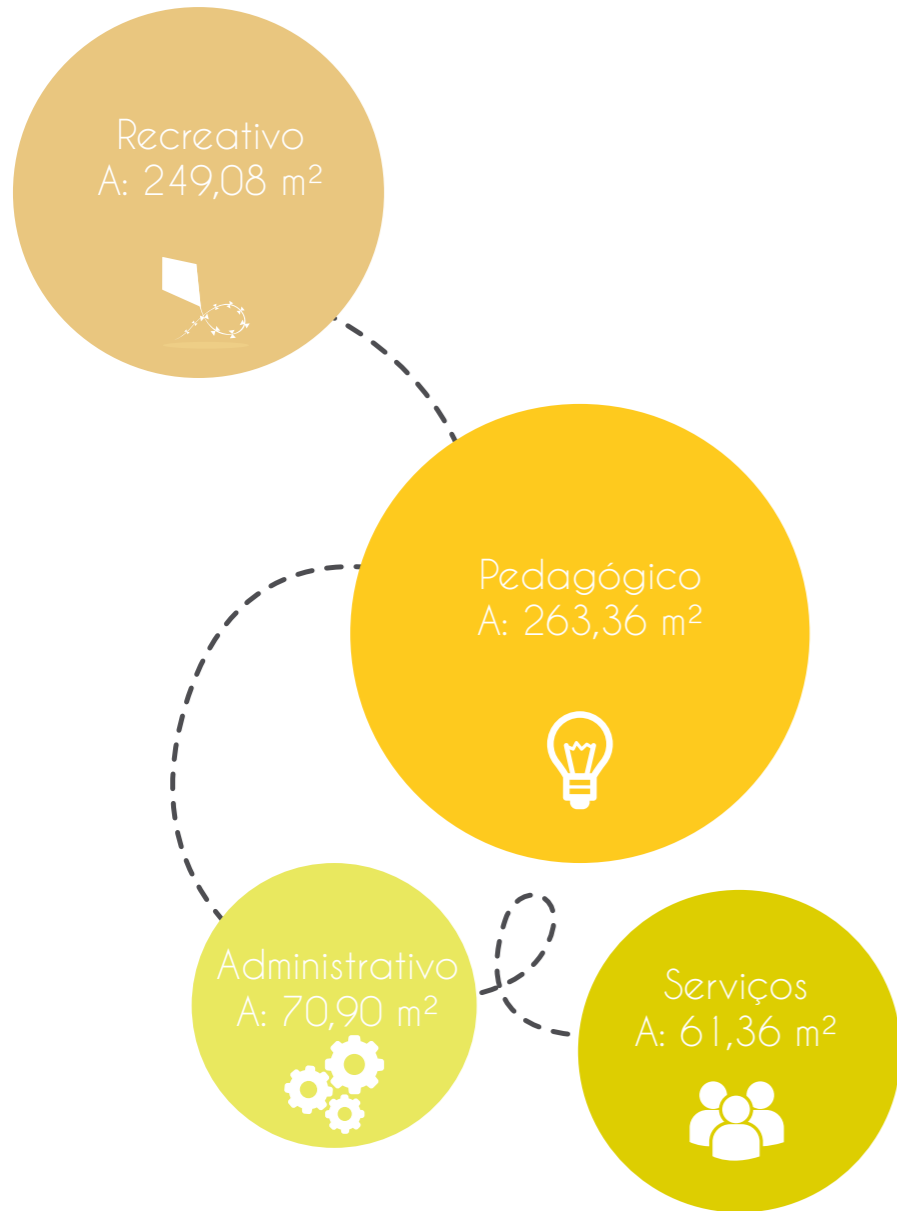 Recreativo
A: 249,08 m²
Pedagógico
A: 263,36 m²
Administrativo
A: 70,90 m²
Serviços
A: 61,36 m²